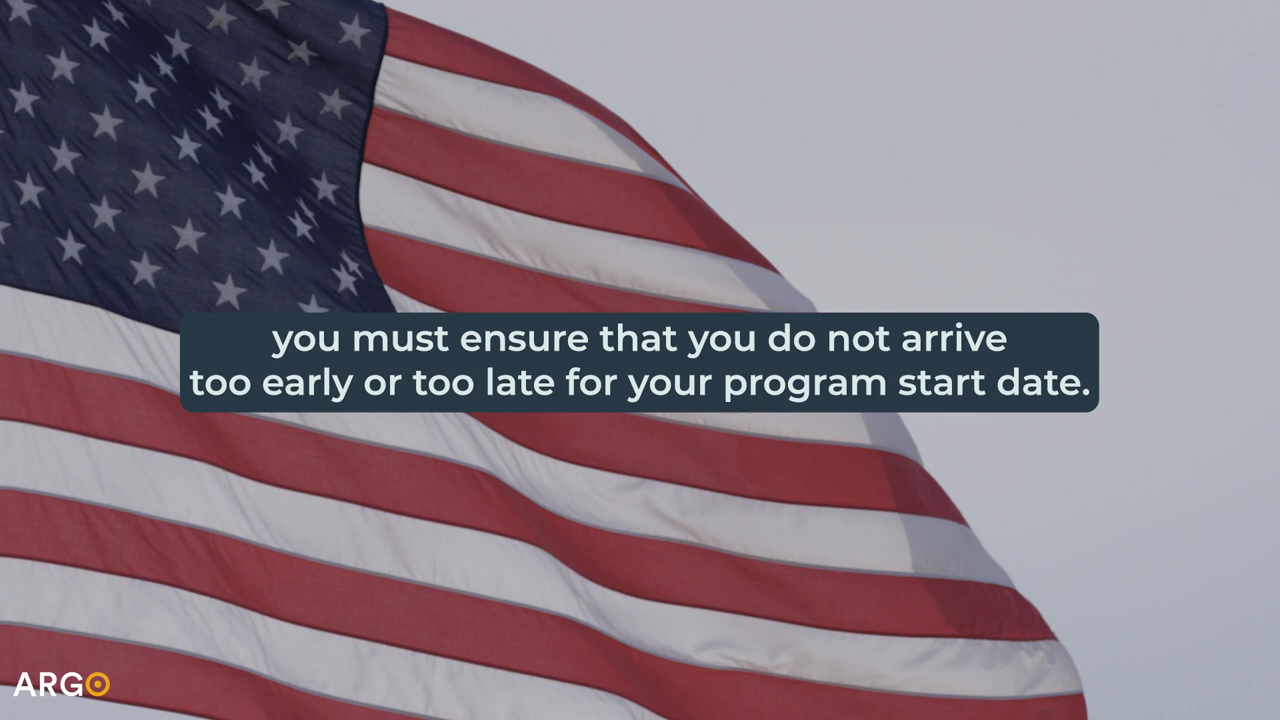 you must ensure that you do not arrive
too early or too late for your program start date.
ARGO